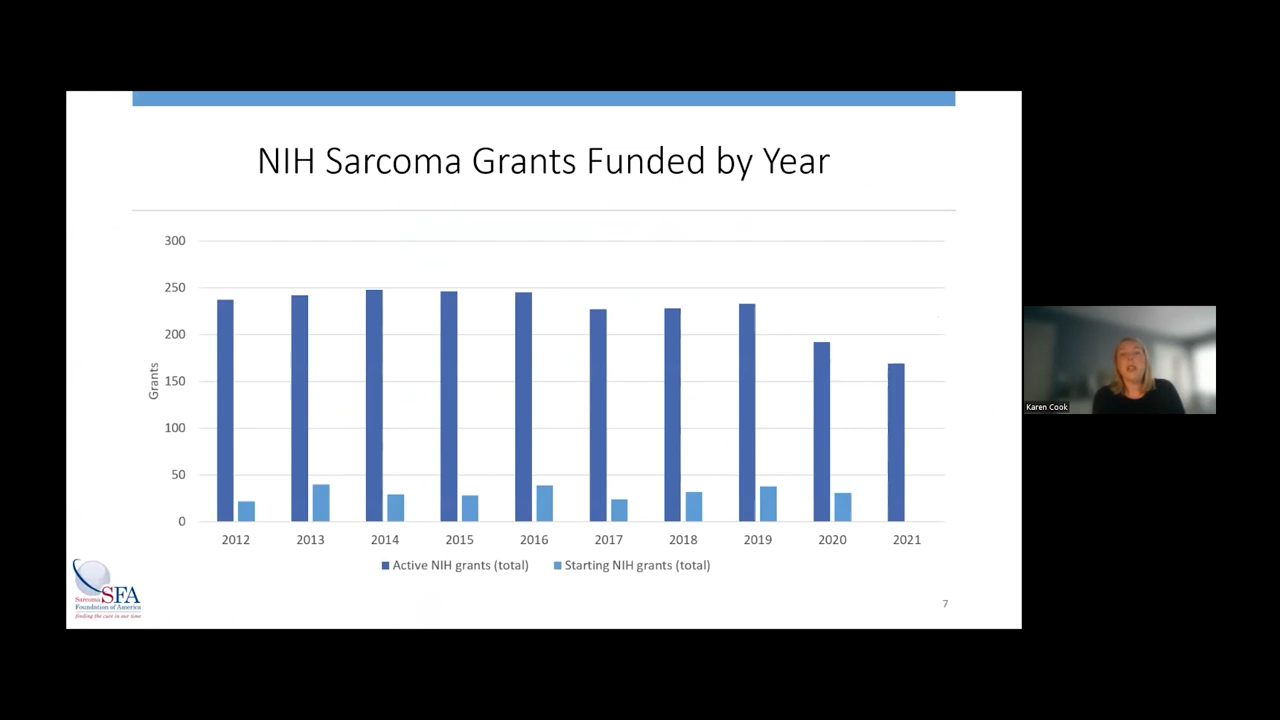 NIH Sarcoma Grants Funded by Year
300
250
200
150
100
50
0
Grants
2012 2013 2014 2015 2016 2017 2018 2019 2020 2021
Active NIH grants (total) Starting NIH grants (total)
SFA
Sarcoma
Foundation of America
finding the cure in our time
7
Karen Cook